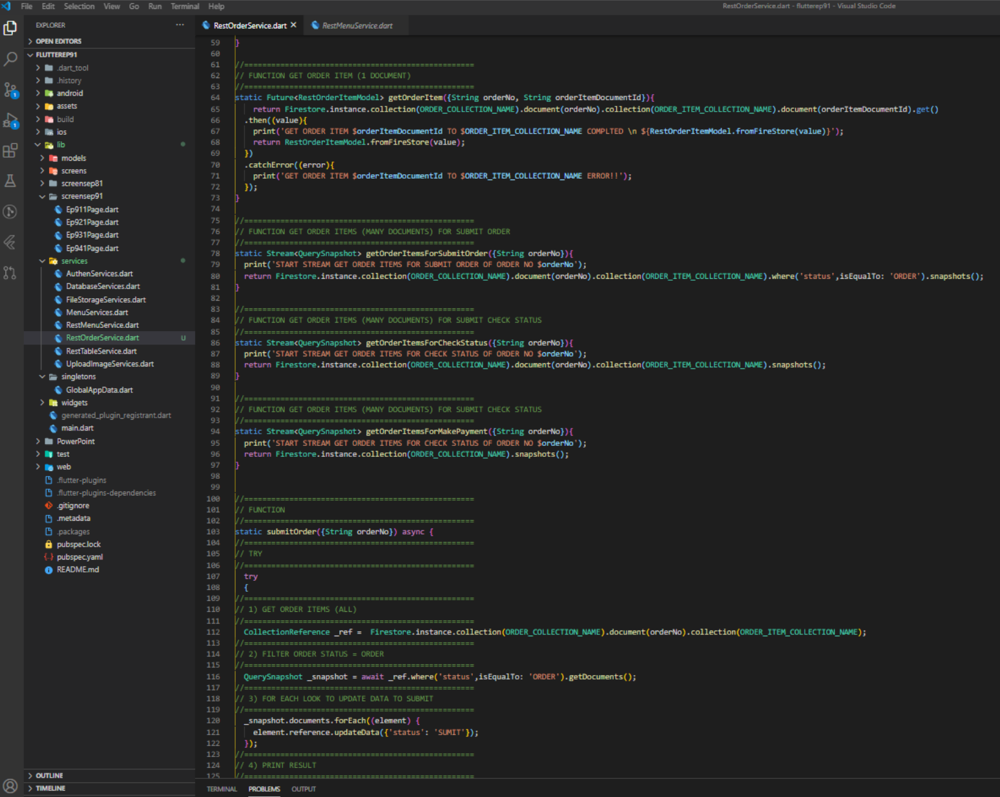 File Edit Selection View Go Run Terminal Help
RestOrderService.dart - flutterep91 - Visual Studio Code
EXPLORER ···
OPEN EDITORS
FLUTTEREP91
.dart_tool
.history
android
assets
build
ios
lib
models
screens
screensep81
screensep91
Ep911Page.dart
Ep921Page.dart
Ep931Page.dart
Ep941Page.dart
services
AuthenServices.dart
DatabaseServices.dart
FileStorageServices.dart
MenuServices.dart
RestMenuService.dart
RestOrderService.dart U
RestTableService.dart
UploadImageServices.dart
singletons
GlobalAppData.dart
widgets
generated_plugin_registrant.dart
main.dart
PowerPoint
test
web
.flutter-plugins
.flutter-plugins-dependencies
.gitignore
.metadata
.packages
pubspec.lock
pubspec.yaml
README.md
OUTLINE
TIMELINE
1
1
RestOrderService.dart × RestMenuService.dart
59 }
60
61 //===================================================
62 // FUNCTION GET ORDER ITEM (1 DOCUMENT)
63 //===================================================
64 static Future<RestOrderItemModel> getOrderItem({String orderNo, String orderItemDocumentId}){
65 return Firestore.instance.collection(ORDER_COLLECTION_NAME).document(orderNo).collection(ORDER_ITEM_COLLECTION_NAME).document(orderItemDocumentId).get()
66 .then((value){
67 print('GET ORDER ITEM $orderItemDocumentId TO $ORDER_ITEM_COLLECTION_NAME COMPLTED \n ${RestOrderItemModel.fromFireStore(value)}');
68 return RestOrderItemModel.fromFireStore(value);
69 })
70 .catchError((error){
71 print('GET ORDER ITEM $orderItemDocumentId TO $ORDER_ITEM_COLLECTION_NAME ERROR!!');
72 });
73 }
74
75 //===================================================
76 // FUNCTION GET ORDER ITEMS (MANY DOCUMENTS) FOR SUBMIT ORDER
77 //===================================================
78 static Stream<QuerySnapshot> getOrderItemsForSubmitOrder({String orderNo}){
79 print('START STREAM GET ORDER ITEMS FOR SUBMIT ORDER OF ORDER NO $orderNo');
80 return Firestore.instance.collection(ORDER_COLLECTION_NAME).document(orderNo).collection(ORDER_ITEM_COLLECTION_NAME).where('status',isEqualTo: 'ORDER').snapshots();
81 }
82
83 //===================================================
84 // FUNCTION GET ORDER ITEMS (MANY DOCUMENTS) FOR SUBMIT CHECK STATUS
85 //===================================================
86 static Stream<QuerySnapshot> getOrderItemsForCheckStatus({String orderNo}){
87 print('START STREAM GET ORDER ITEMS FOR CHECK STATUS OF ORDER NO $orderNo');
88 return Firestore.instance.collection(ORDER_COLLECTION_NAME).document(orderNo).collection(ORDER_ITEM_COLLECTION_NAME).snapshots();
89 }
90
91 //===================================================
92 // FUNCTION GET ORDER ITEMS (MANY DOCUMENTS) FOR SUBMIT CHECK STATUS
93 //===================================================
94 static Stream<QuerySnapshot> getOrderItemsForMakePayment({String orderNo}){
95 print('START STREAM GET ORDER ITEMS FOR CHECK STATUS OF ORDER NO $orderNo');
96 return Firestore.instance.collection(ORDER_COLLECTION_NAME).snapshots();
97 }
98
99
100 //===================================================
101 // FUNCTION
102 //===================================================
103 static submitOrder({String orderNo}) async {
104 //===================================================
105 // TRY
106 //===================================================
107 try
108 {
109 //===================================================
110 // 1) GET ORDER ITEMS (ALL)
111 //===================================================
112 CollectionReference _ref = Firestore.instance.collection(ORDER_COLLECTION_NAME).document(orderNo).collection(ORDER_ITEM_COLLECTION_NAME);
113 //===================================================
114 // 2) FILTER ORDER STATUS = ORDER
115 //===================================================
116 QuerySnapshot _snapshot = await _ref.where('status',isEqualTo: 'ORDER').getDocuments();
117 //===================================================
118 // 3) FOR EACH LOOK TO UPDATE DATA TO SUBMIT
119 //===================================================
120 _snapshot.documents.forEach((element) {
121 element.reference.updateData({'status': 'SUMIT'});
122 });
123 //===================================================
124 // 4) PRINT RESULT
125 //===================================================
TERMINAL PROBLEMS OUTPUT